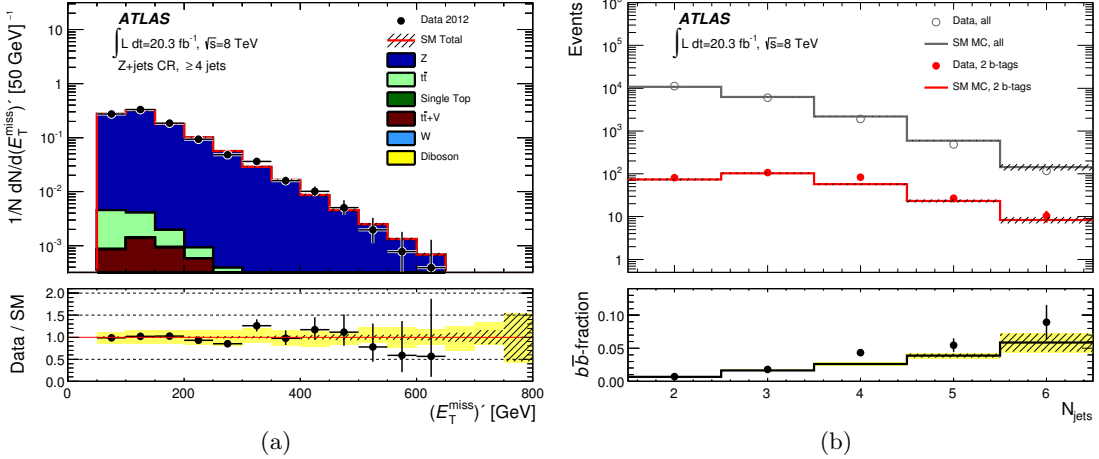 ATLAS
∫ L dt=20.3 fb⁻¹, √s=8 TeV
Z+jets CR, ≥ 4 jets
Data 2012
SM Total
Z
tt̄
Single Top
tt̄+V
W
Diboson
1/N dN/d(E_T^miss)´ [50 GeV]⁻¹
10
1
10⁻¹
10⁻²
10⁻³
Data / SM
2.0
1.5
1.0
0.5
0.0
0 200 400 600 800
(E_T^miss)´ [GeV]
(a)
ATLAS
∫ L dt=20.3 fb⁻¹, √s=8 TeV
Data, all
SM MC, all
Data, 2 b-tags
SM MC, 2 b-tags
Events
10⁶
10⁵
10⁴
10³
10²
10
1
bb̄-fraction
0.10
0.05
0.00
2 3 4 5 6
N_jets
(b)